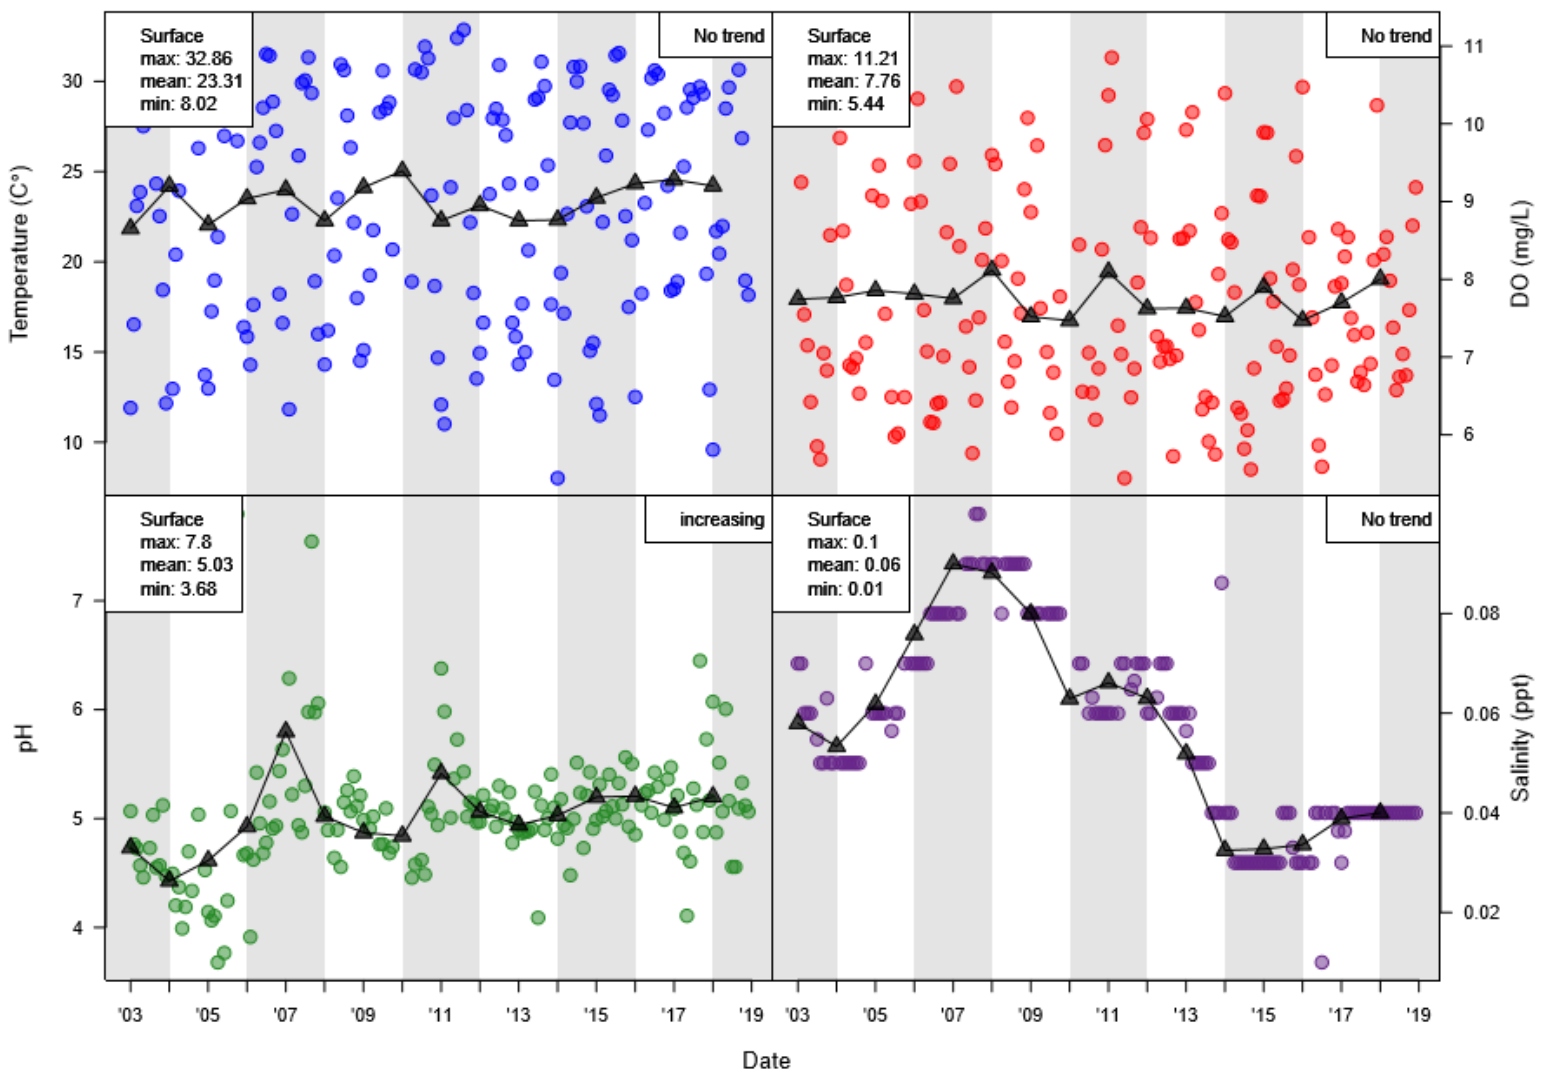 Surface
max: 32.86
mean: 23.31
min: 8.02
No trend
Surface
max: 11.21
mean: 7.76
min: 5.44
No trend
30
25
20
15
10
Temperature (C°)
11
10
9
8
7
6
DO (mg/L)
Surface
max: 7.8
mean: 5.03
min: 3.68
increasing
Surface
max: 0.1
mean: 0.06
min: 0.01
No trend
7
6
5
4
pH
0.08
0.06
0.04
0.02
Salinity (ppt)
'03 '05 '07 '09 '11 '13 '15 '17 '19
'03 '05 '07 '09 '11 '13 '15 '17 '19
Date